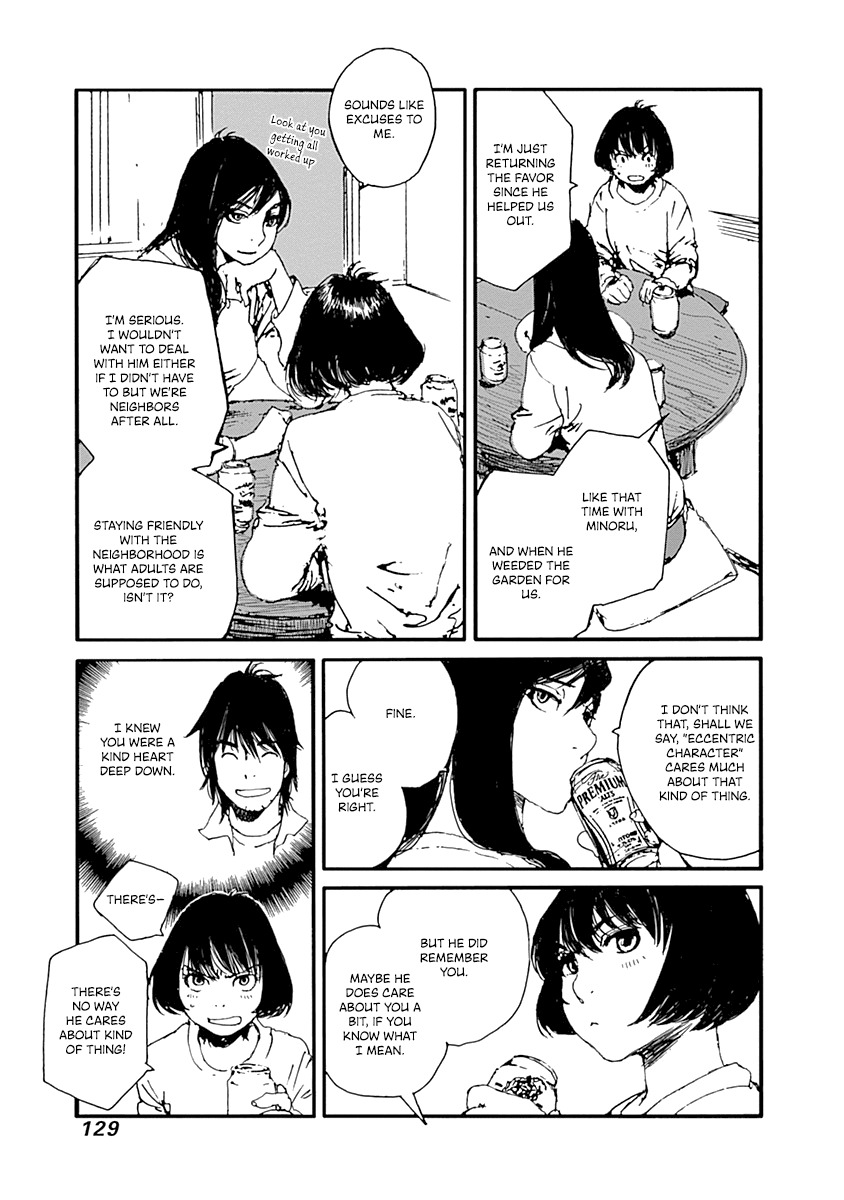 I'M JUST
RETURNING
THE FAVOR
SINCE HE
HELPED US
OUT.
LIKE THAT
TIME WITH
MINORU,
AND WHEN HE
WEEDED THE
GARDEN FOR
US.
SOUNDS LIKE
EXCUSES TO
ME.
Look at you
getting all
worked up
I'M SERIOUS.
I WOULDN'T
WANT TO DEAL
WITH HIM EITHER
IF I DIDN'T HAVE
TO BUT WE'RE
NEIGHBORS
AFTER ALL.
STAYING FRIENDLY
WITH THE
NEIGHBORHOOD IS
WHAT ADULTS ARE
SUPPOSED TO DO,
ISN'T IT?
I DON'T THINK
THAT, SHALL WE
SAY, "ECCENTRIC
CHARACTER"
CARES MUCH
ABOUT THAT
KIND OF THING.
FINE.
I GUESS
YOU'RE
RIGHT.
The
PREMIUM
BUT HE DID
REMEMBER
YOU.
MAYBE HE
DOES CARE
ABOUT YOU A
BIT, IF YOU
KNOW WHAT
I MEAN.
I KNEW
YOU WERE A
KIND HEART
DEEP DOWN.
THERE'S—
THERE'S
NO WAY
HE CARES
ABOUT KIND
OF THING!
129